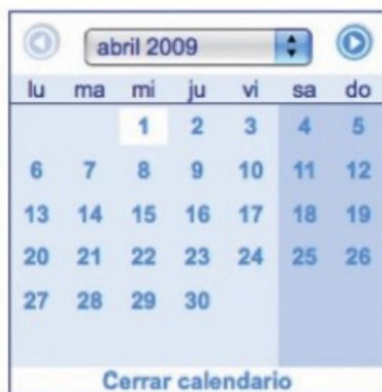 abril 2009
lu ma mi ju vi sa do
1 2 3 4 5
6 7 8 9 10 11 12
13 14 15 16 17 18 19
20 21 22 23 24 25 26
27 28 29 30
Cerrar calendario